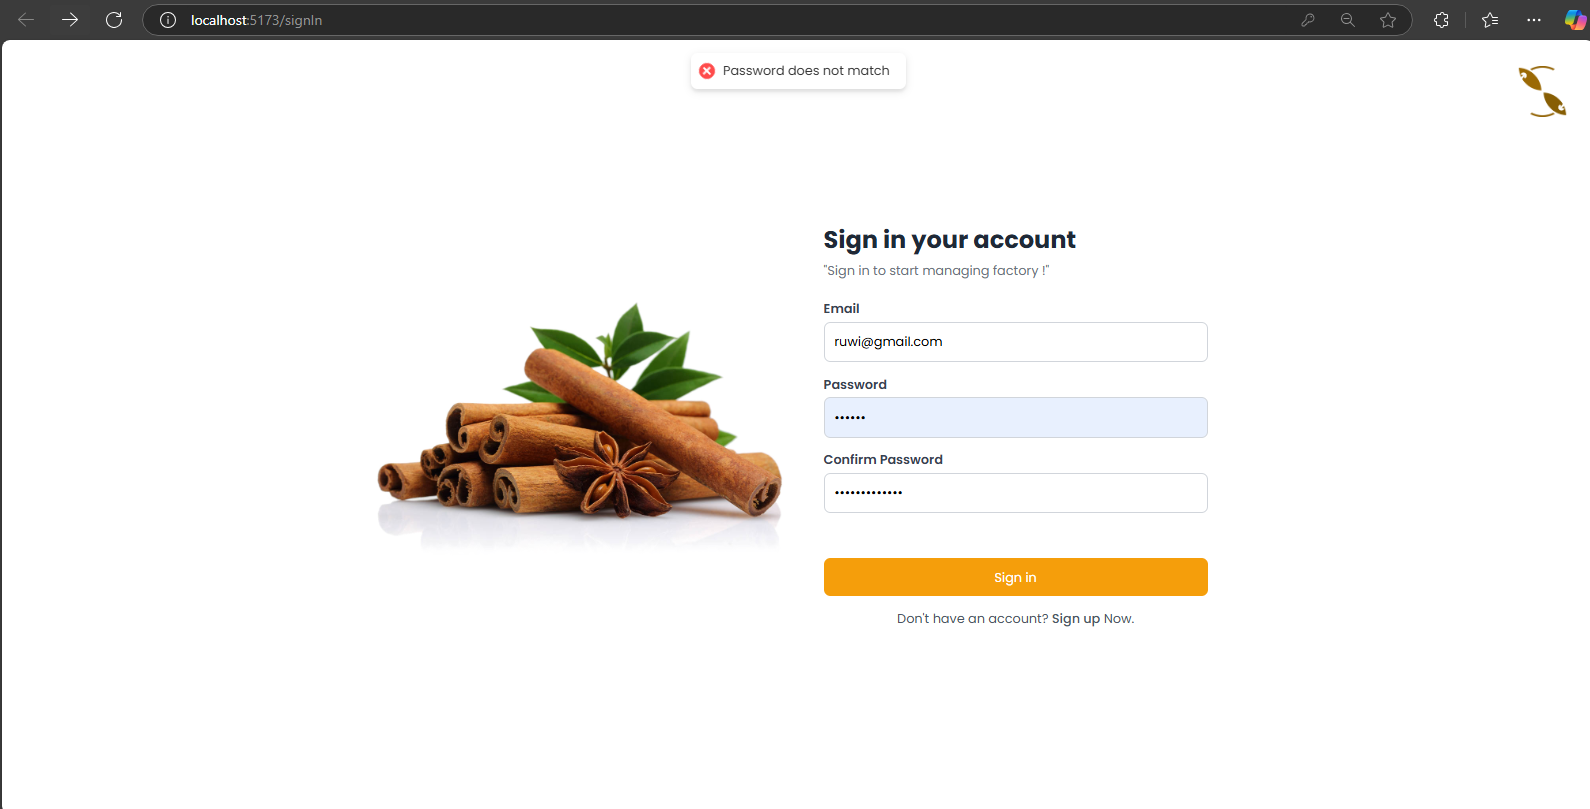 localhost:5173/signIn
Password does not match
Sign in your account
"Sign in to start managing factory !"
Email
ruwi@gmail.com
Password
••••••
Confirm Password
•••••••••••••
Sign in
Don't have an account? Sign up Now.